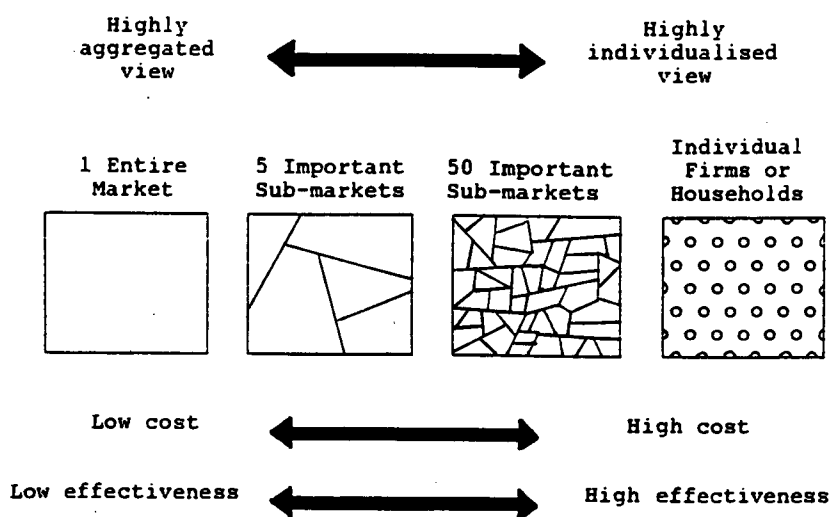 Highly
aggregated
view
Highly
individualised
view
1 Entire
Market
5 Important
Sub-markets
50 Important
Sub-markets
Individual
Firms or
Households
Low cost
High cost
Low effectiveness
High effectiveness